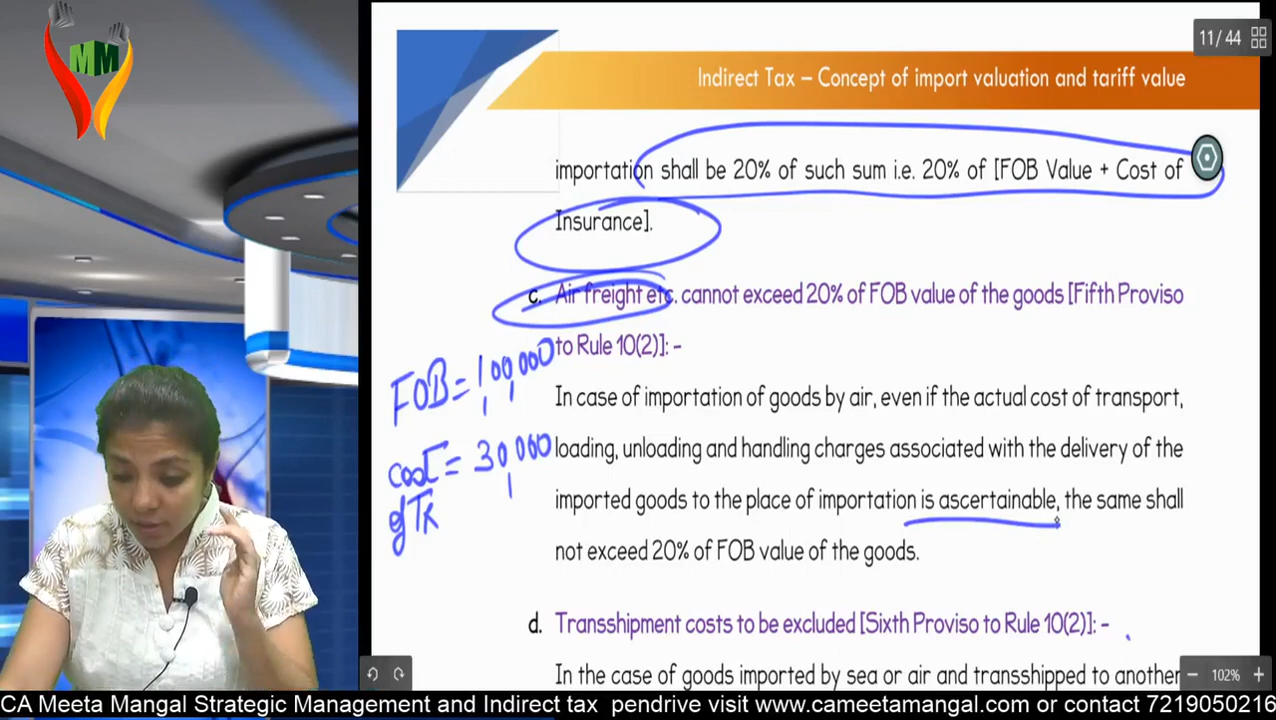 MM
11 / 44
Indirect Tax – Concept of import valuation and tariff value
importation shall be 20% of such sum i.e. 20% of [FOB Value + Cost of
Insurance].
c. Air freight etc. cannot exceed 20% of FOB value of the goods [Fifth Proviso
to Rule 10(2)]: -
FOB = 1,00,000
In case of importation of goods by air, even if the actual cost of transport,
loading, unloading and handling charges associated with the delivery of the
cost = 30,000
of Tr
imported goods to the place of importation is ascertainable, the same shall
not exceed 20% of FOB value of the goods.
d. Transshipment costs to be excluded [Sixth Proviso to Rule 10(2)]: -
In the case of goods imported by sea or air and transshipped to another
102%
CA Meeta Mangal Strategic Management and Indirect tax pendrive visit www.cameetamangal.com or contact 7219050216